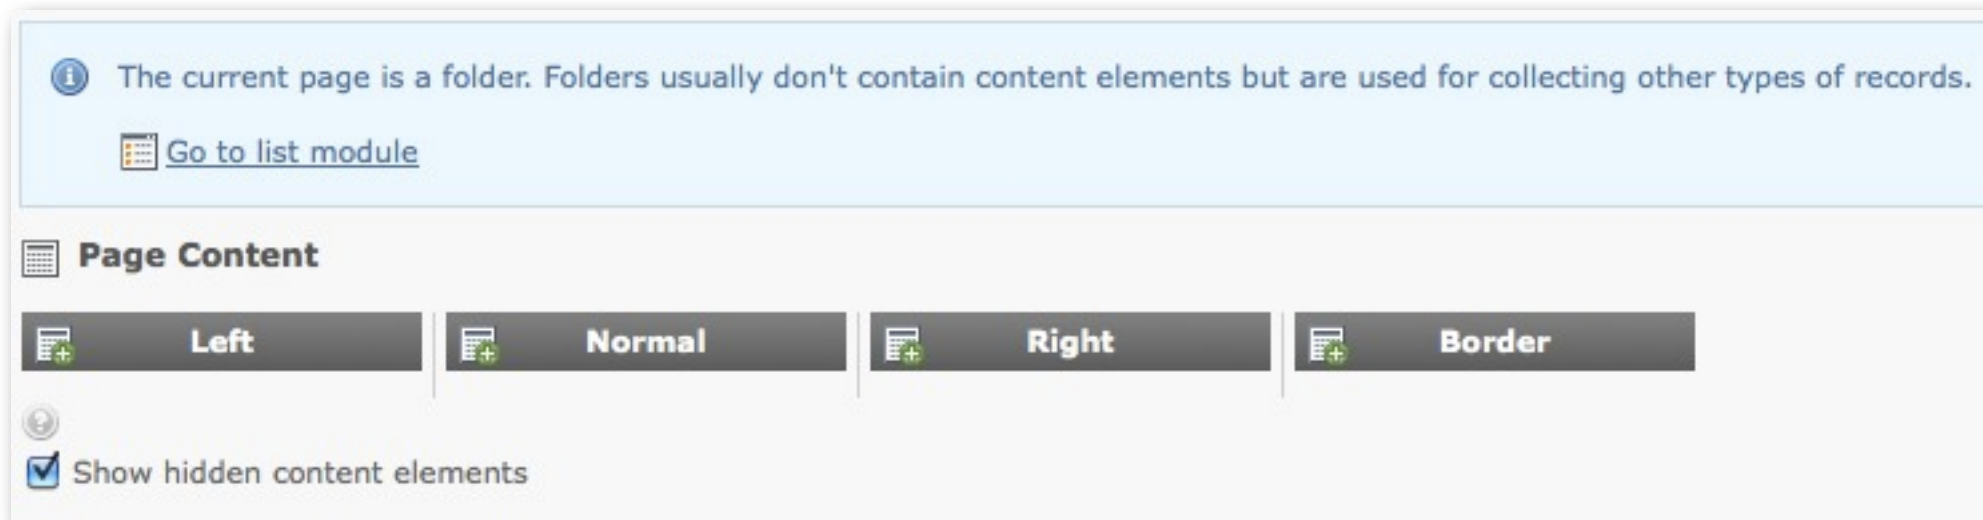 The current page is a folder. Folders usually don't contain content elements but are used for collecting other types of records.
Go to list module
Page Content
Left Normal Right Border
Show hidden content elements